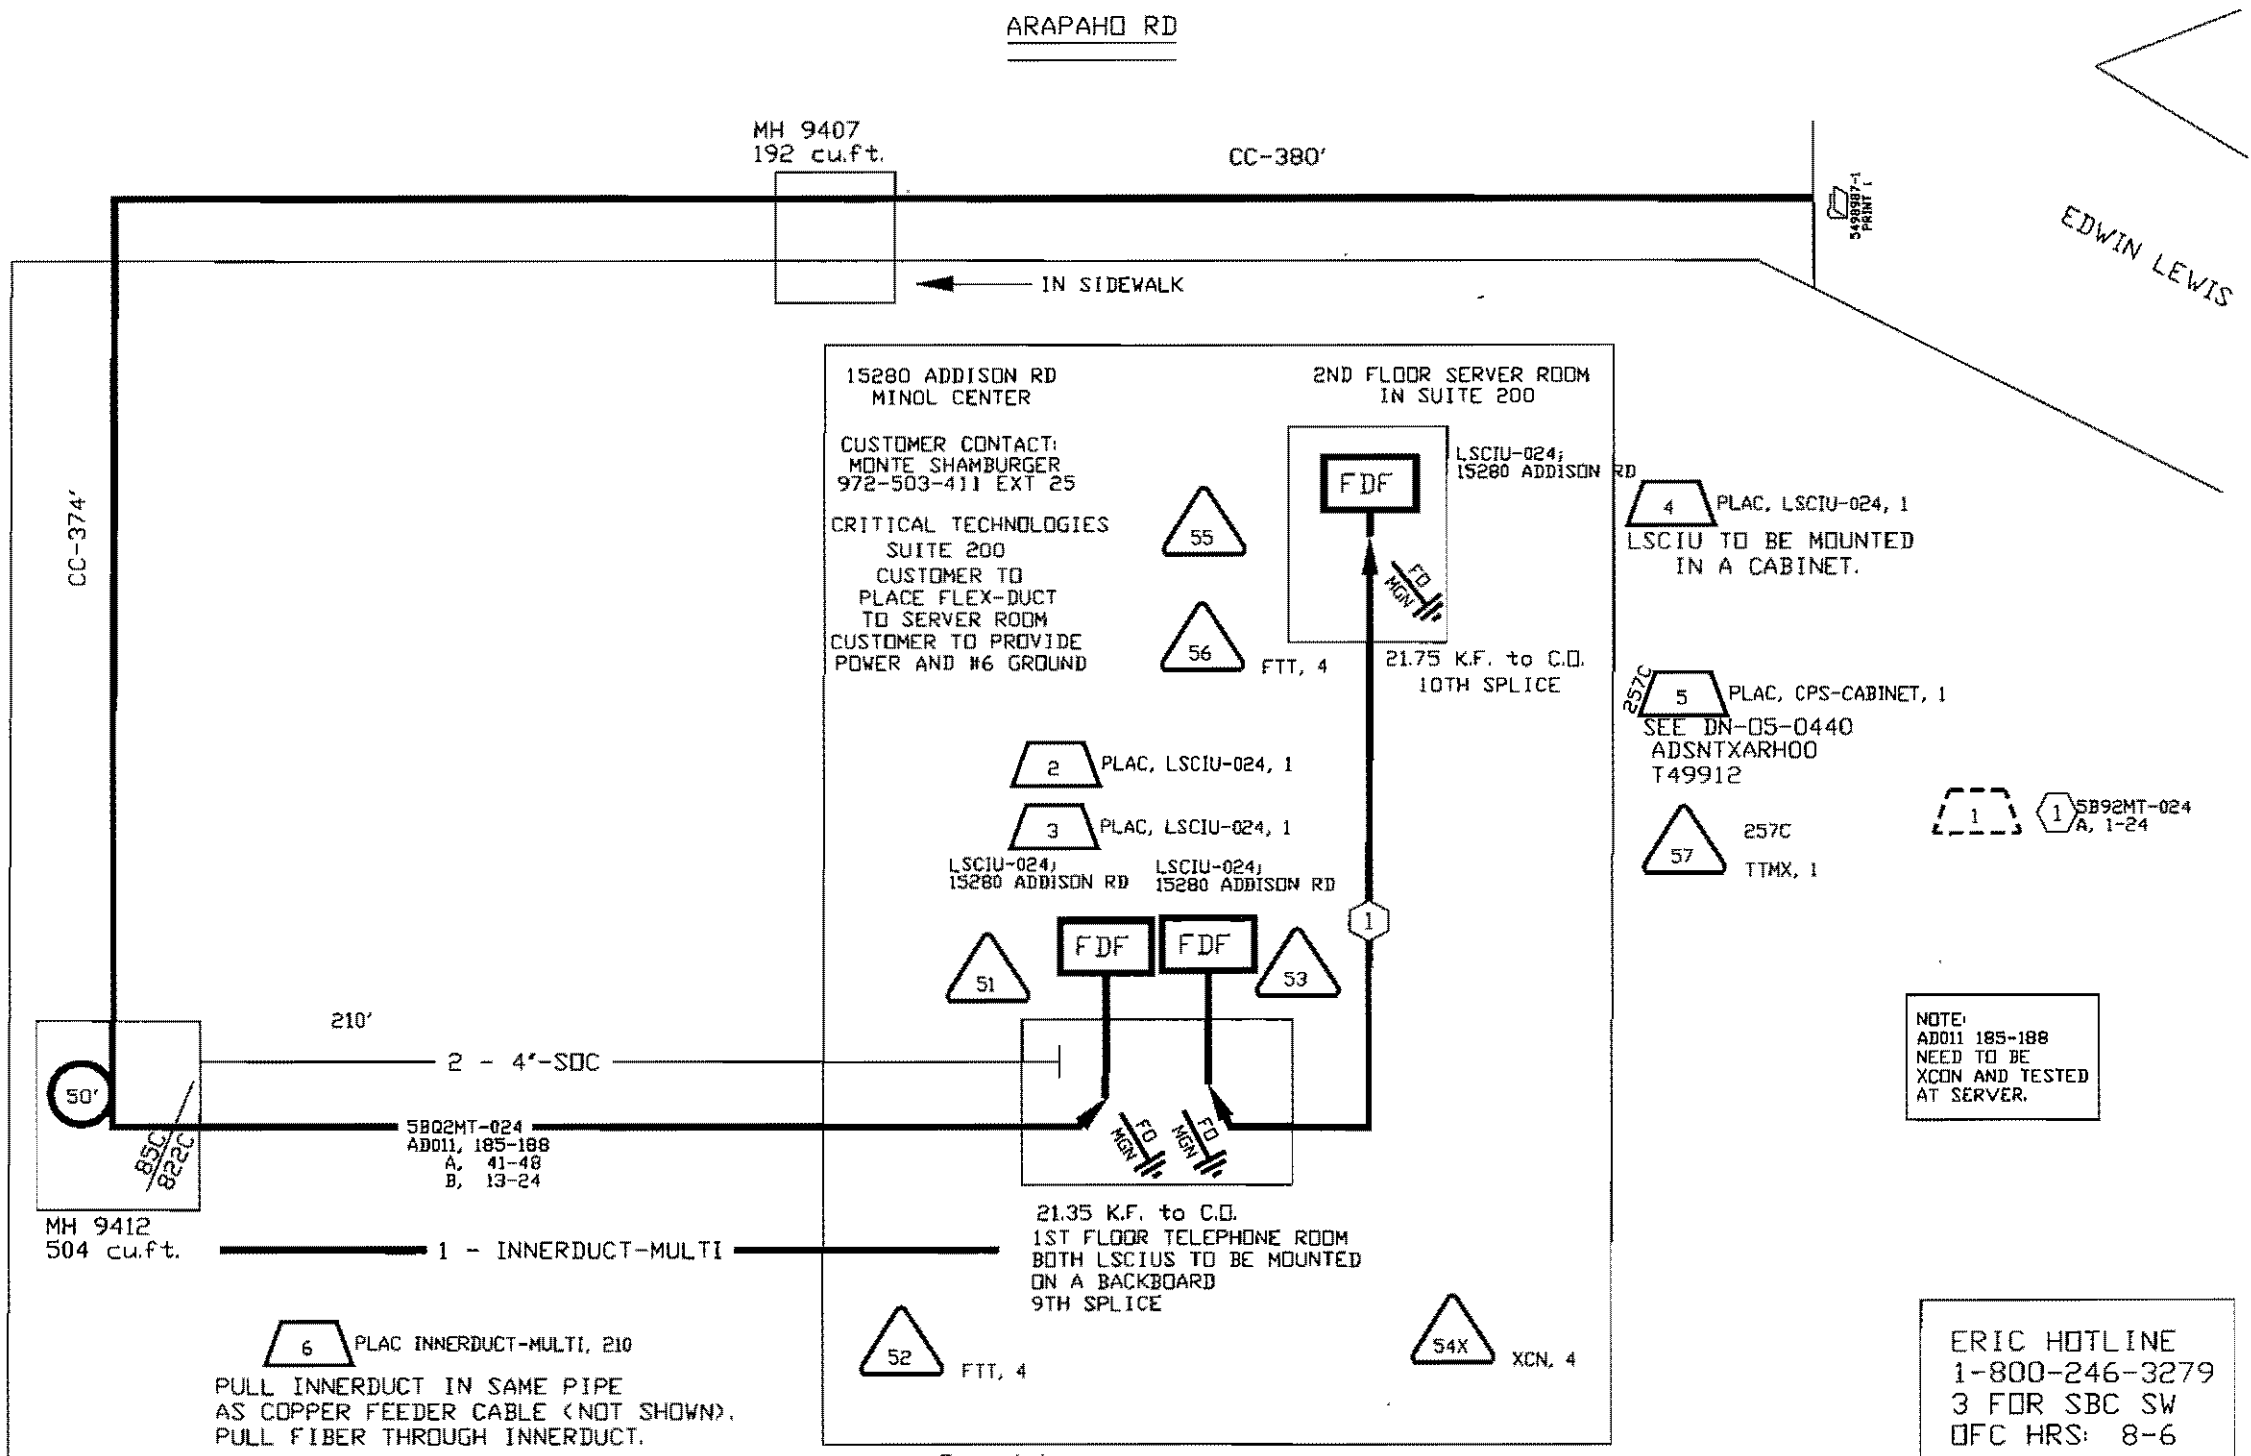 ARAPAHO RD
MH 9407
192 cu.ft.
CC-380'
5498987-1
PRINT 1
EDWIN LEWIS
IN SIDEWALK
CC-374'
15280 ADDISON RD
MINOL CENTER
CUSTOMER CONTACT:
MONTE SHAMBURGER
972-503-411 EXT 25
CRITICAL TECHNOLOGIES
SUITE 200
CUSTOMER TO
PLACE FLEX-DUCT
TO SERVER ROOM
CUSTOMER TO PROVIDE
POWER AND #6 GROUND
2ND FLOOR SERVER ROOM
IN SUITE 200
FDF
LSCIU-024;
15280 ADDISON RD
55
FO
MGN
56
FTT, 4
21.75 K.F. to C.O.
10TH SPLICE
4
PLAC, LSCIU-024, 1
LSCIU TO BE MOUNTED
IN A CABINET.
257C
5
PLAC, CPS-CABINET, 1
SEE DN-05-0440
ADSNTXARH00
T49912
57
257C
TTMX, 1
1
1
5B92MT-024
A, 1-24
2
PLAC, LSCIU-024, 1
3
PLAC, LSCIU-024, 1
LSCIU-024;
15280 ADDISON RD
LSCIU-024;
15280 ADDISON RD
51
FDF
FDF
53
1
NOTE:
AD011 185-188
NEED TO BE
XCON AND TESTED
AT SERVER.
210'
2 - 4"-SOC
50'
85C
822C
5BQ2MT-024
AD011, 185-188
A, 41-48
B, 13-24
FO
MGN
FO
MGN
MH 9412
504 cu.ft.
1 - INNERDUCT-MULTI
21.35 K.F. to C.O.
1ST FLOOR TELEPHONE ROOM
BOTH LSCIUS TO BE MOUNTED
ON A BACKBOARD
9TH SPLICE
6
PLAC INNERDUCT-MULTI, 210
PULL INNERDUCT IN SAME PIPE
AS COPPER FEEDER CABLE (NOT SHOWN).
PULL FIBER THROUGH INNERDUCT.
52
FTT, 4
54X
XCN, 4
ERIC HOTLINE
1-800-246-3279
3 FOR SBC SW
OFC HRS: 8-6